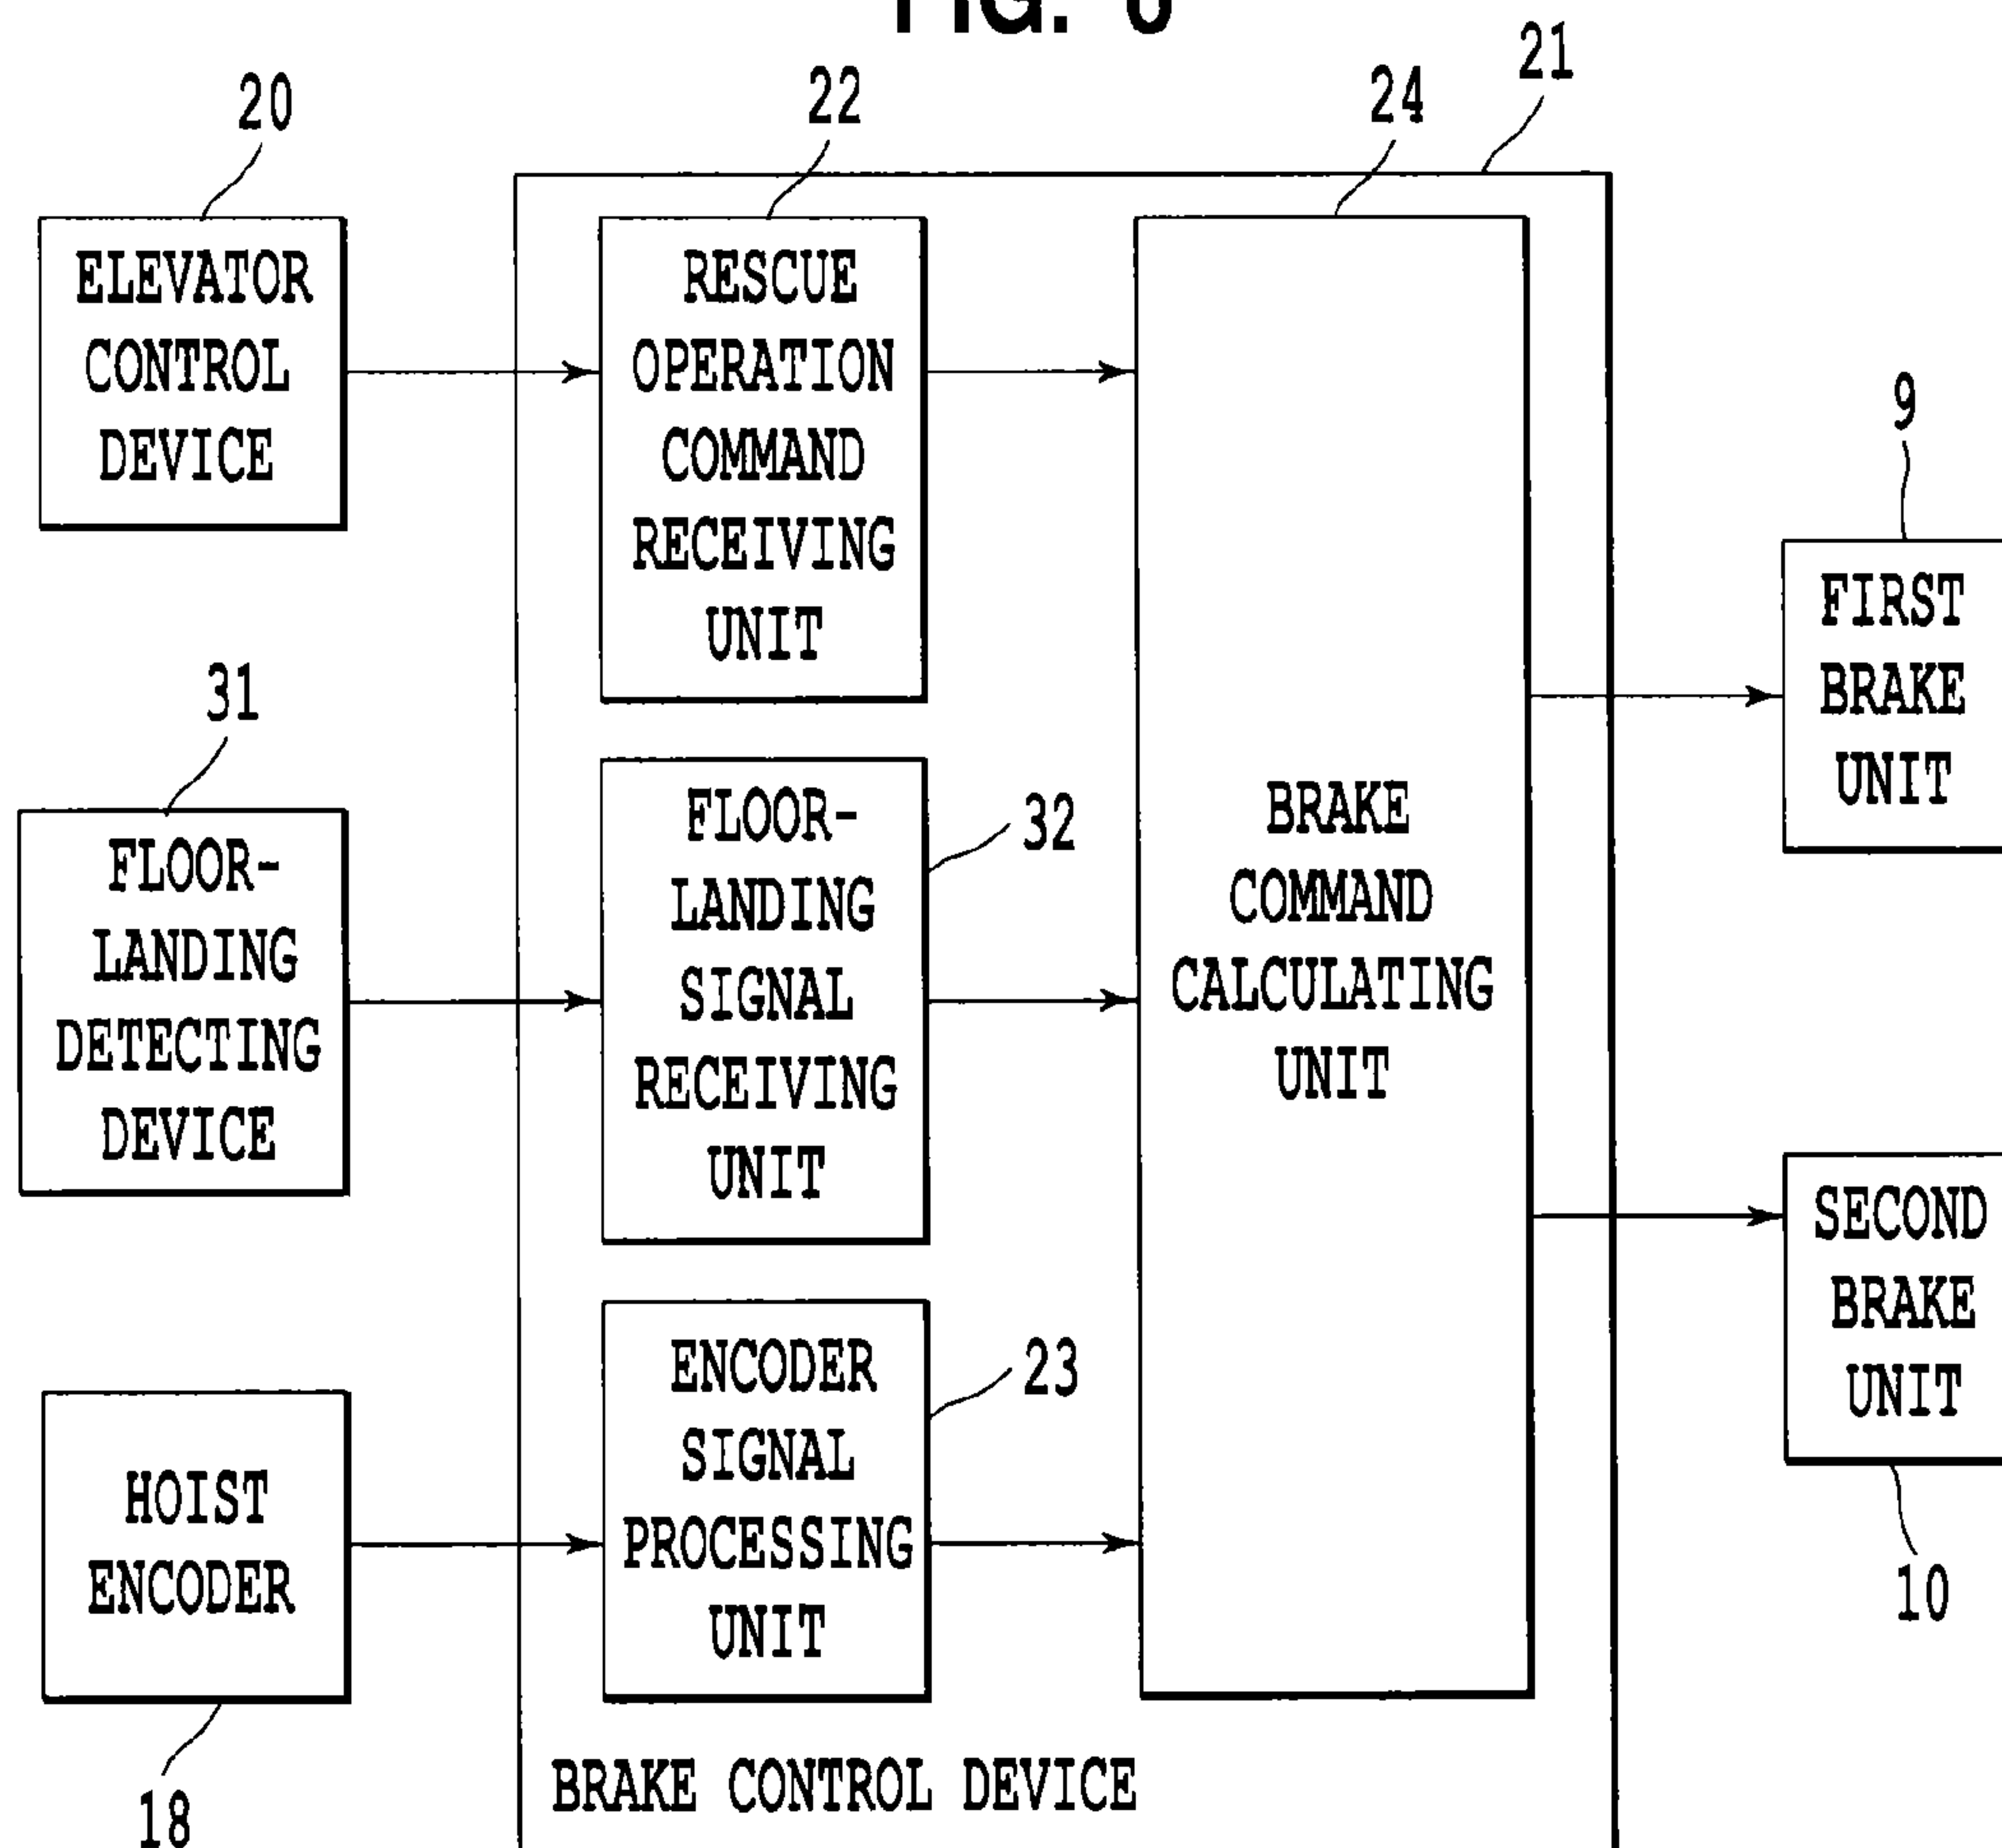 FIG.
21
20
22
24
ELEVATOR
CONTROL
DEVICE
RESCUE
OPERATION
COMMAND
RECEIVING
UNIT
9
FIRST
BRAKE
UNIT
31
FLOOR-
LANDING
DETECTING
DEVICE
FLOOR-
LANDING
SIGNAL
RECEIVING
UNIT
32
BRAKE
COMMAND
CALCULATING
UNIT
SECOND
BRAKE
UNIT
10
HOIST
ENCODER
18
ENCODER
SIGNAL
PROCESSING
UNIT
23
BRAKE CONTROL DEVICE